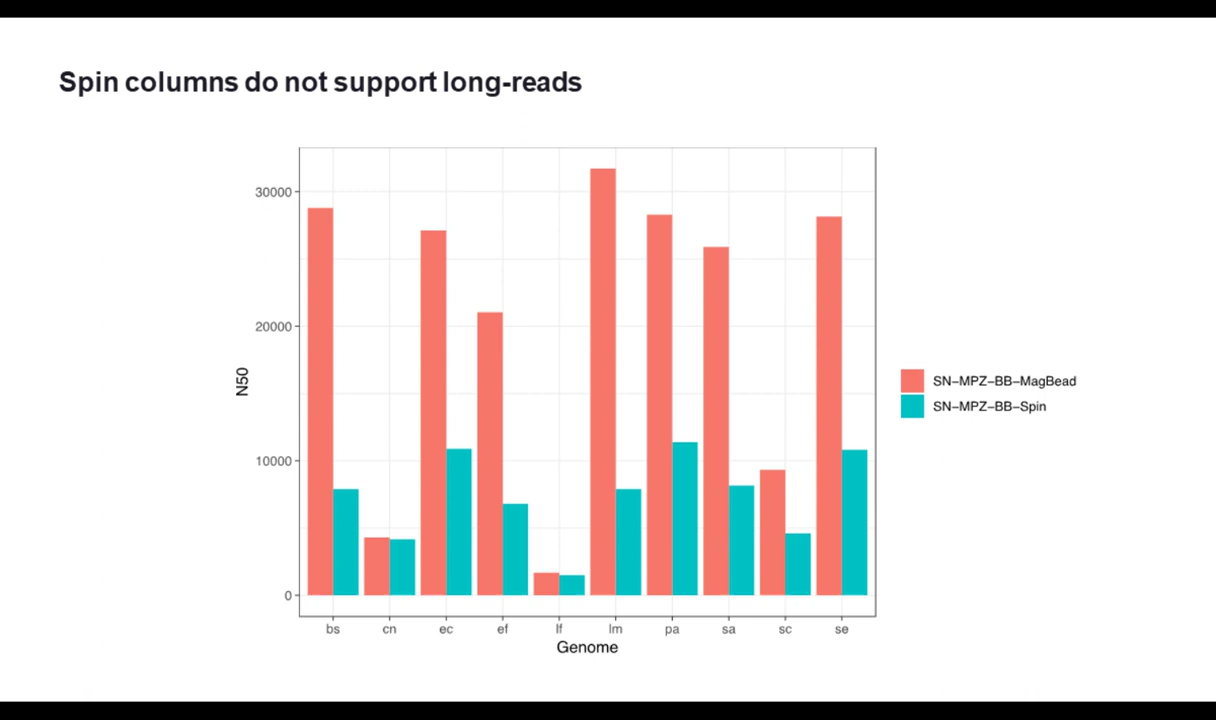 Spin columns do not support long-reads
30000
20000
10000
0
N50
bs cn ec ef lf lm pa sa sc se
Genome
SN-MPZ-BB-MagBead
SN-MPZ-BB-Spin